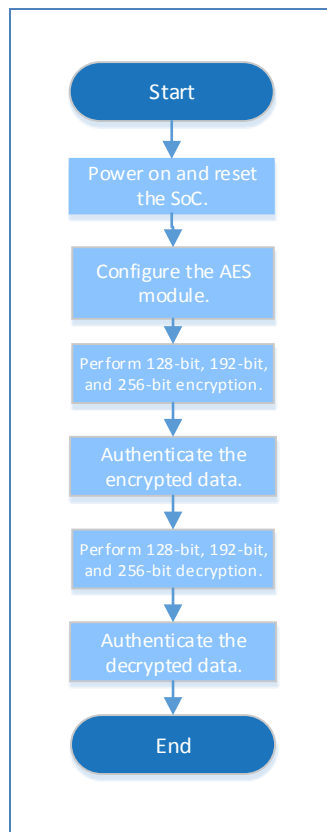 Start
Power on and reset
the SoC.
Configure the AES
module.
Perform 128-bit, 192-bit,
and 256-bit encryption.
Authenticate the
encrypted data.
Perform 128-bit, 192-bit,
and 256-bit decryption.
Authenticate the
decrypted data.
End